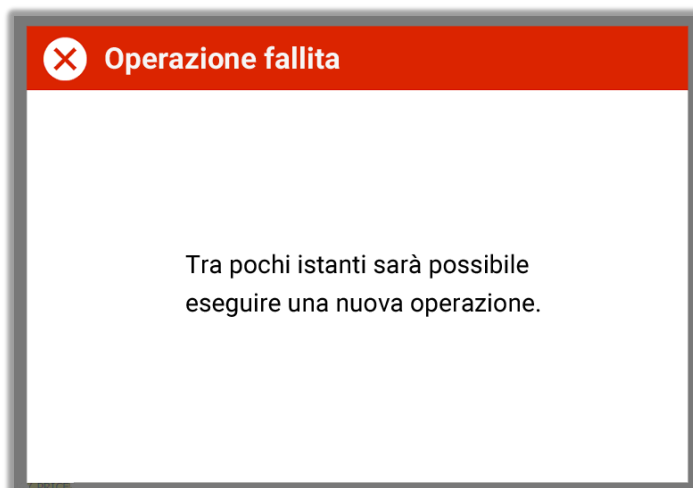 Operazione fallita
Tra pochi istanti sarà possibile
eseguire una nuova operazione.